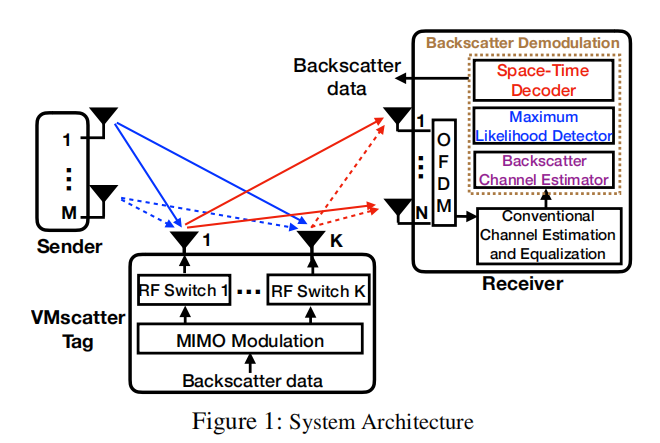 Backscatter Demodulation
Space-Time
Decoder
Maximum
Likelihood Detector
Backscatter
Channel Estimator
Conventional
Channel Estimation
and Equalization
Receiver
Backscatter
data
1
N
O
F
D
M
1
M
Sender
1
K
RF Switch 1
RF Switch K
MIMO Modulation
Backscatter data
VMscatter
Tag
Figure 1: System Architecture